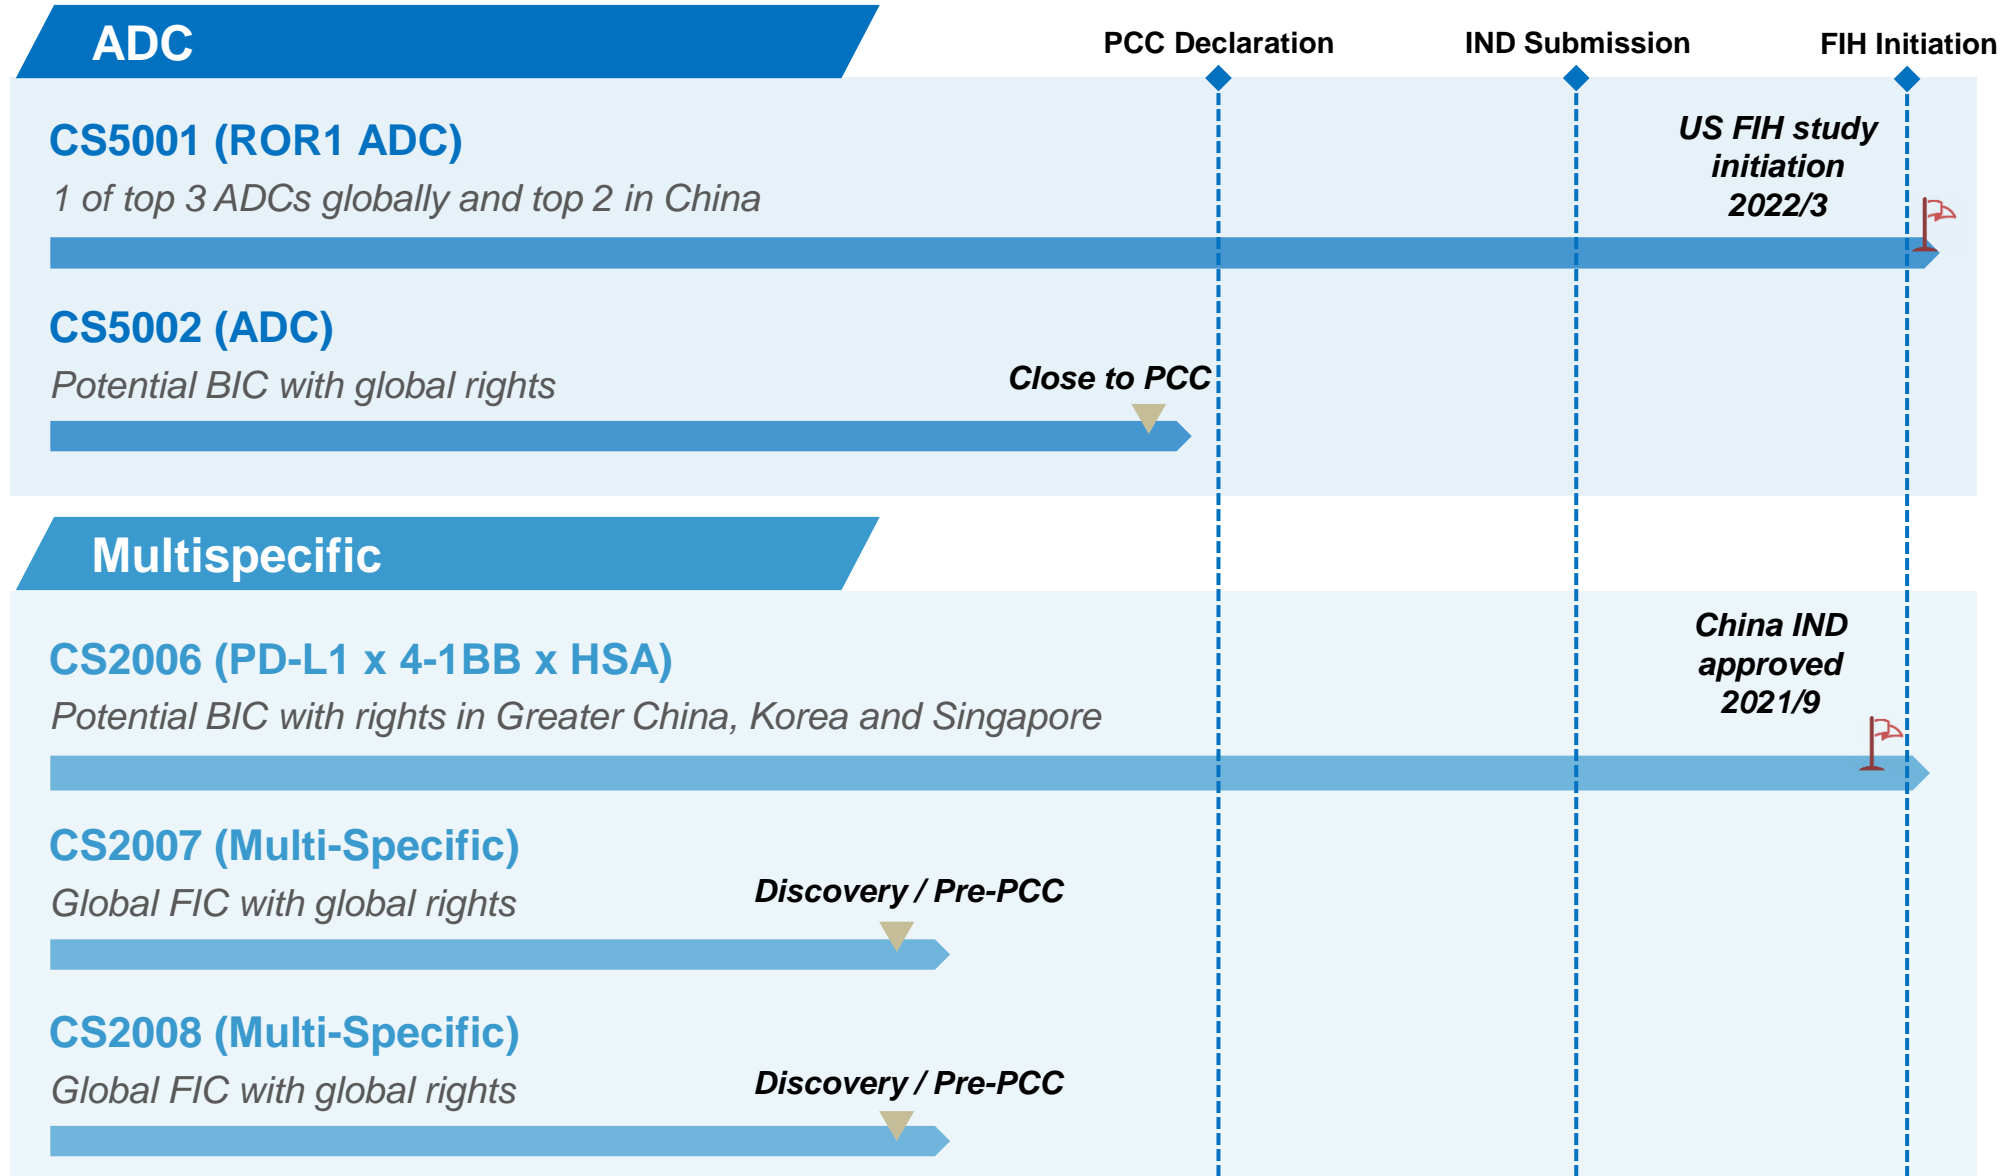 ADC
PCC Declaration
IND Submission
FIH Initiation
CS5001 (ROR1 ADC)
1 of top 3 ADCs globally and top 2 in China
US FIH study
initiation
2022/3
CS5002 (ADC)
Potential BIC with global rights
Close to PCC
Multispecific
CS2006 (PD-L1 x 4-1BB x HSA)
Potential BIC with rights in Greater China, Korea and Singapore
China IND
approved
2021/9
CS2007 (Multi-Specific)
Global FIC with global rights
Discovery / Pre-PCC
CS2008 (Multi-Specific)
Global FIC with global rights
Discovery / Pre-PCC